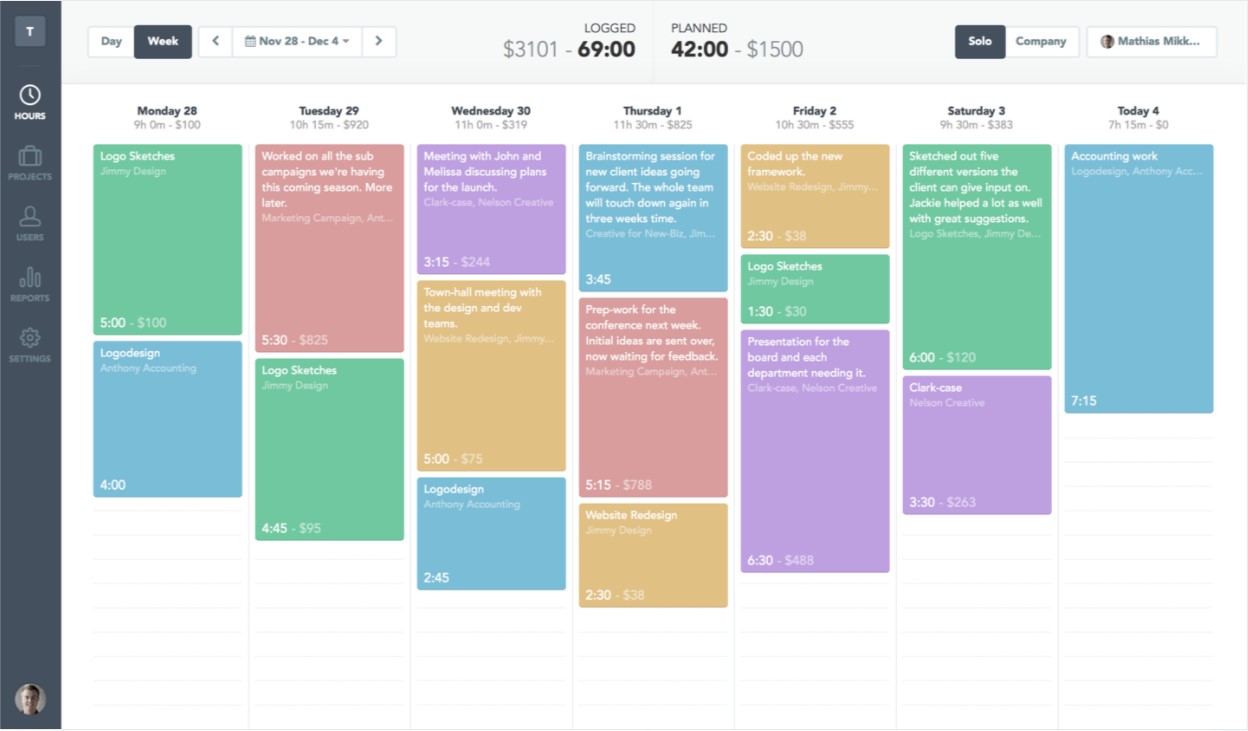 T
HOURS
PROJECTS
USERS
REPORTS
SETTINGS
Day Week
Nov 28 - Dec 4
LOGGED
$3101 - 69:00
PLANNED
42:00 - $1500
Solo Company
Mathias Mikk...
Monday 28
9h 0m - $100
Logo Sketches
Jimmy Design
5:00 - $100
Logodesign
Anthony Accounting
4:00
Tuesday 29
10h 15m - $920
Worked on all the sub
campaigns we're having
this coming season. More
later.
Marketing Campaign, Ant...
5:30 - $825
Logo Sketches
Jimmy Design
4:45 - $95
Wednesday 30
11h 0m - $319
Meeting with John and
Melissa discussing plans
for the launch.
Clark-case, Nelson Creative
3:15 - $244
Town-hall meeting with
the design and dev
teams.
Website Redesign, Jimmy...
5:00 - $75
Logodesign
Anthony Accounting
2:45
Thursday 1
11h 30m - $825
Brainstorming session for
new client ideas going
forward. The whole team
will touch down again in
three weeks time.
Creative for New-Biz, Jim...
3:45
Prep-work for the
conference next week.
Initial ideas are sent over,
now waiting for feedback.
Marketing Campaign, Ant...
5:15 - $788
Website Redesign
Jimmy Design
2:30 - $38
Friday 2
10h 30m - $555
Coded up the new
framework.
Website Redesign, Jimmy...
2:30 - $38
Logo Sketches
Jimmy Design
1:30 - $30
Presentation for the
board and each
department needing it.
Clark-case, Nelson Creative
6:30 - $488
Saturday 3
9h 30m - $383
Sketched out five
different versions the
client can give input on.
Jackie helped a lot as well
with great suggestions.
Logo Sketches, Jimmy De...
6:00 - $120
Clark-case
Nelson Creative
3:30 - $263
Today 4
7h 15m - $0
Accounting work
Logodesign, Anthony Acc...
7:15